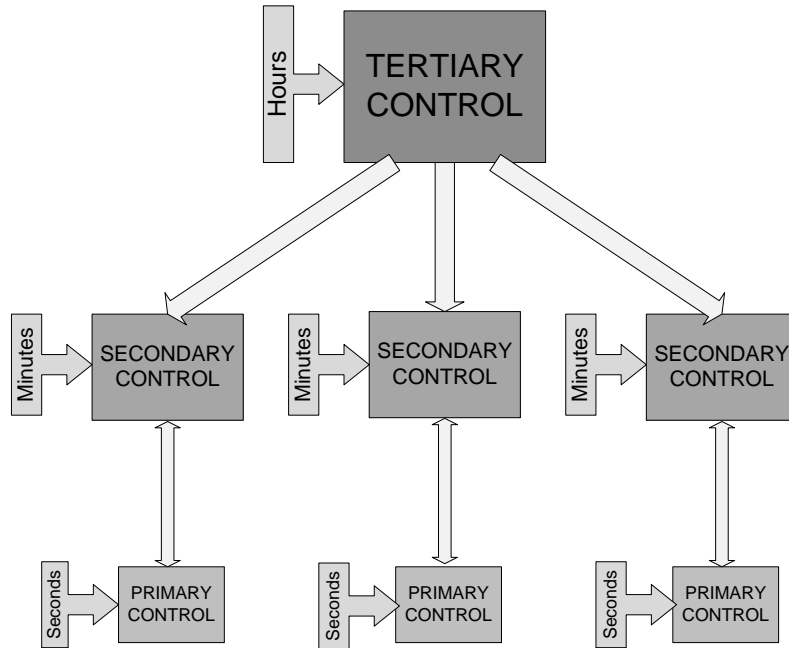 Hours
TERTIARY
CONTROL
Minutes
SECONDARY
CONTROL
Minutes
SECONDARY
CONTROL
Minutes
SECONDARY
CONTROL
Seconds
PRIMARY
CONTROL
Seconds
PRIMARY
CONTROL
Seconds
PRIMARY
CONTROL